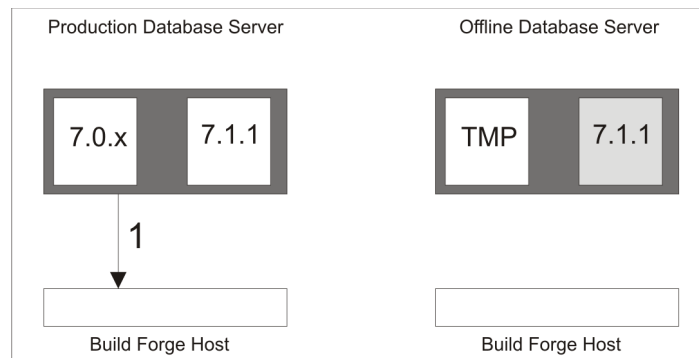 Production Database Server
Offline Database Server
7.0.x
7.1.1
TMP
7.1.1
1
Build Forge Host
Build Forge Host